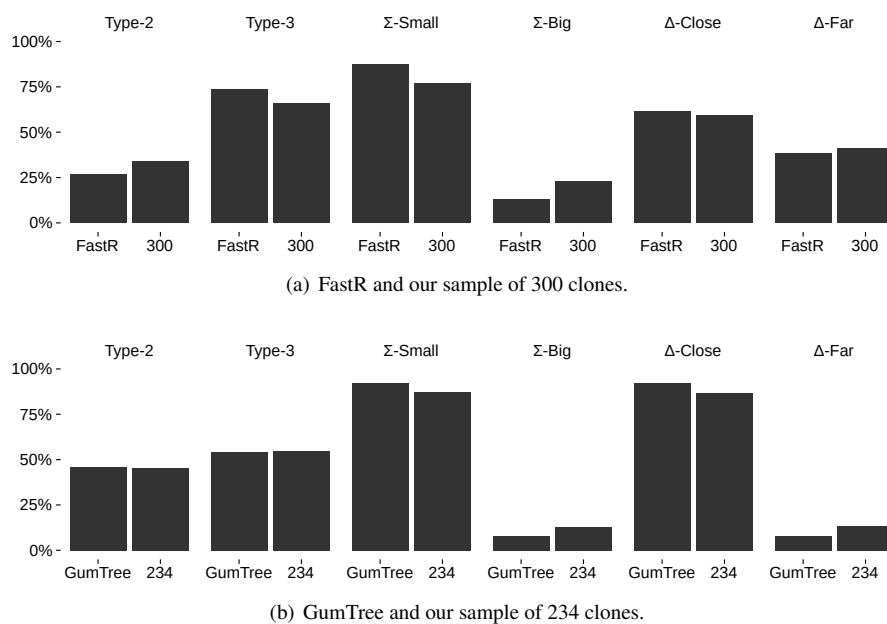 Type-2 Type-3 Σ-Small Σ-Big Δ-Close Δ-Far
100%
75%
50%
25%
0%
FastR 300 FastR 300 FastR 300 FastR 300 FastR 300 FastR 300
(a) FastR and our sample of 300 clones.
Type-2 Type-3 Σ-Small Σ-Big Δ-Close Δ-Far
100%
75%
50%
25%
0%
GumTree 234 GumTree 234 GumTree 234 GumTree 234 GumTree 234 GumTree 234
(b) GumTree and our sample of 234 clones.